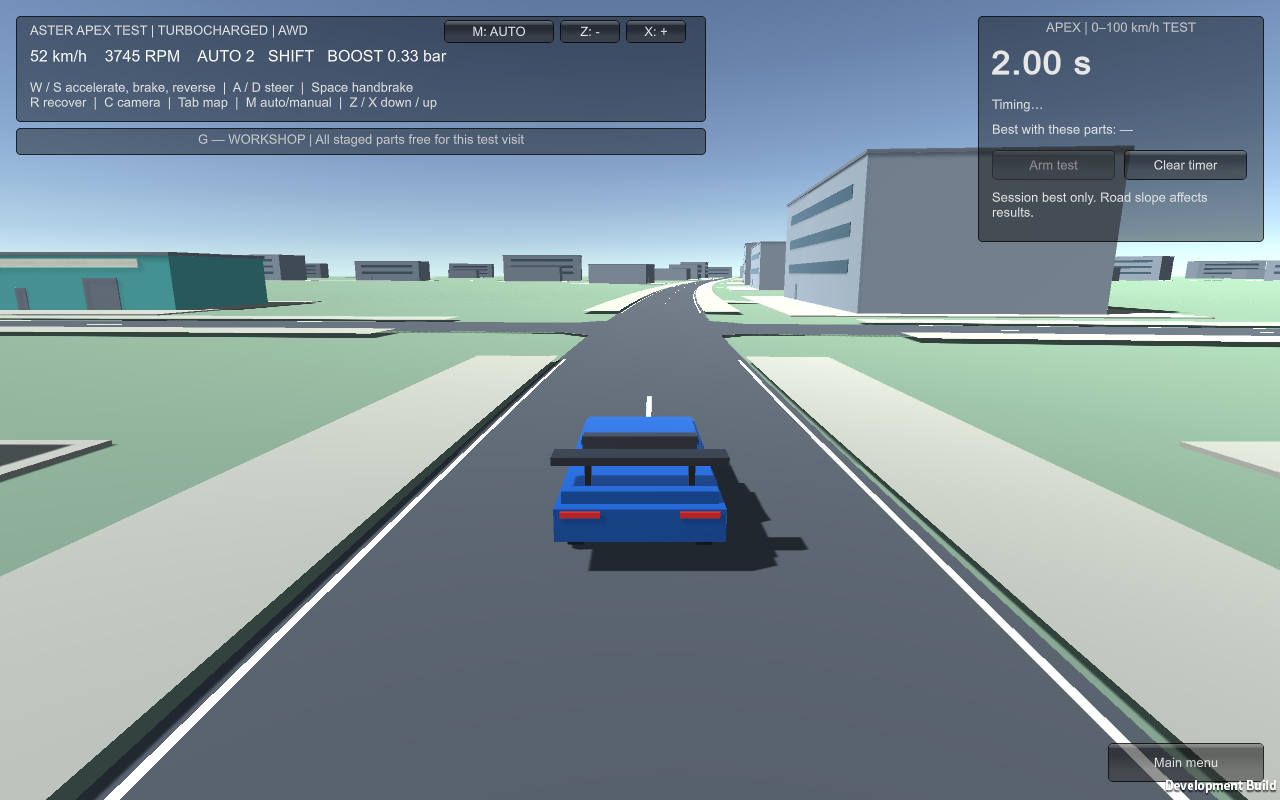 ASTER APEX TEST | TURBOCHARGED | AWD
M: AUTO
Z: -
X: +
52 km/h 3745 RPM AUTO 2 SHIFT BOOST 0.33 bar
W / S accelerate, brake, reverse | A / D steer | Space handbrake
R recover | C camera | Tab map | M auto/manual | Z / X down / up
G — WORKSHOP | All staged parts free for this test visit
APEX | 0–100 km/h TEST
2.00 s
Timing…
Best with these parts: —
Arm test
Clear timer
Session best only. Road slope affects
results.
Main menu
Development Build